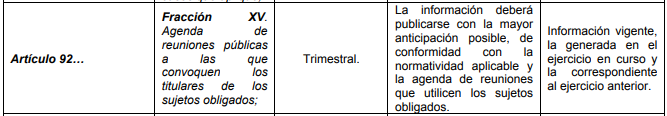 Artículo 92…
Fracción XV.
Agenda de
reuniones públicas
a las que
convoquen los
titulares de los
sujetos obligados;
Trimestral.
La información deberá
publicarse con la mayor
anticipación posible, de
conformidad con la
normatividad aplicable y
la agenda de reuniones
que utilicen los sujetos
obligados.
Información vigente,
la generada en el
ejercicio en curso y
la correspondiente
al ejercicio anterior.